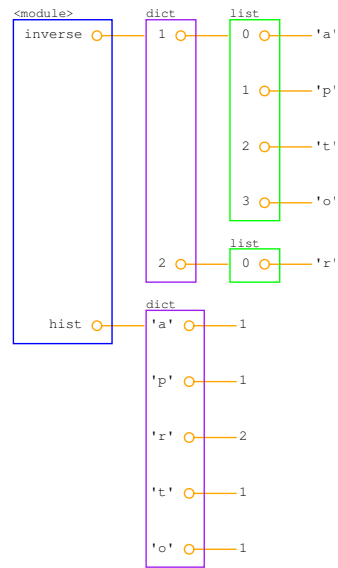 <module> dict list
inverse 1 0 'a'
1 'p'
2 't'
3 'o'
list
2 0 'r'
dict
hist 'a' 1
'p' 1
'r' 2
't' 1
'o' 1